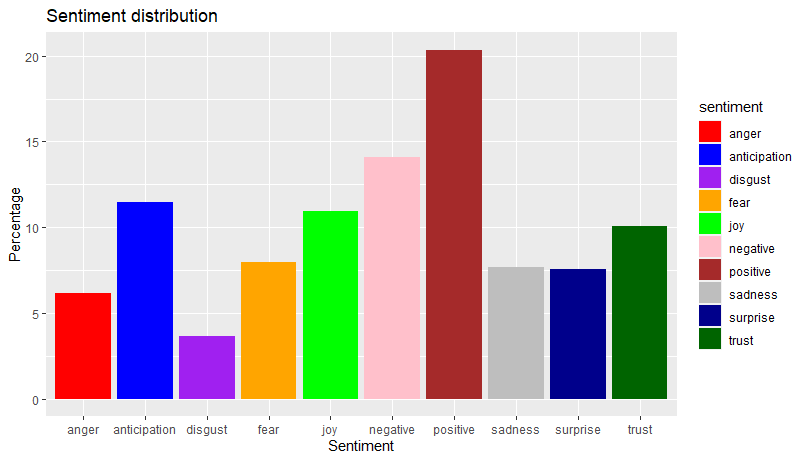 Sentiment distribution
Percentage
20
15
10
5
0
anger anticipation disgust fear joy negative positive sadness surprise trust
Sentiment
sentiment
anger
anticipation
disgust
fear
joy
negative
positive
sadness
surprise
trust